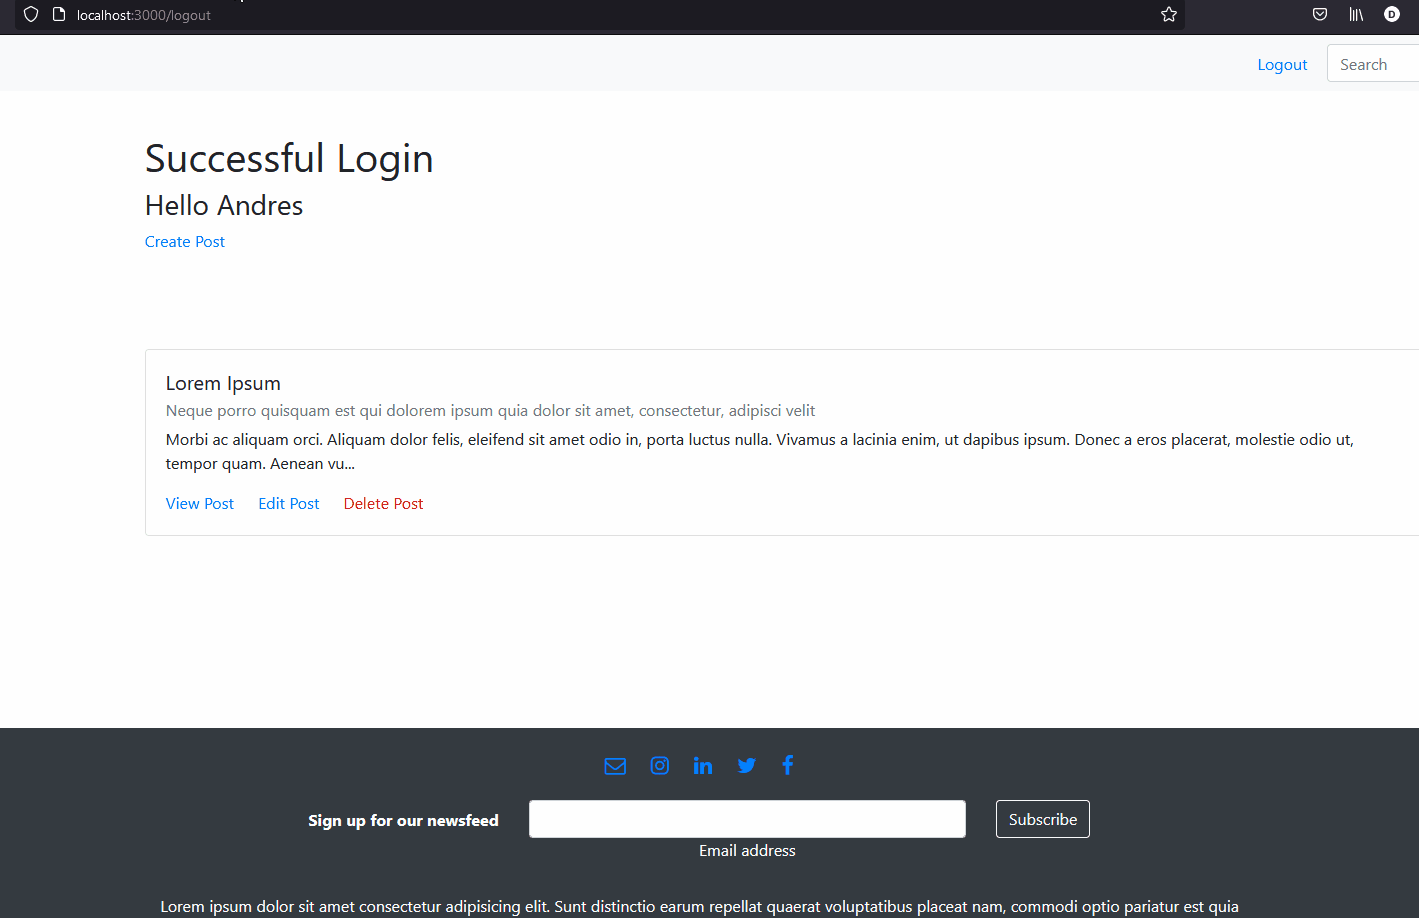 localhost:3000/logout
D
Logout
Search
Successful Login
Hello Andres
Create Post
Lorem Ipsum
Neque porro quisquam est qui dolorem ipsum quia dolor sit amet, consectetur, adipisci velit
Morbi ac aliquam orci. Aliquam dolor felis, eleifend sit amet odio in, porta luctus nulla. Vivamus a lacinia enim, ut dapibus ipsum. Donec a eros placerat, molestie odio ut,
tempor quam. Aenean vu...
View Post Edit Post Delete Post
Sign up for our newsfeed
Subscribe
Email address
Lorem ipsum dolor sit amet consectetur adipisicing elit. Sunt distinctio earum repellat quaerat voluptatibus placeat nam, commodi optio pariatur est quia